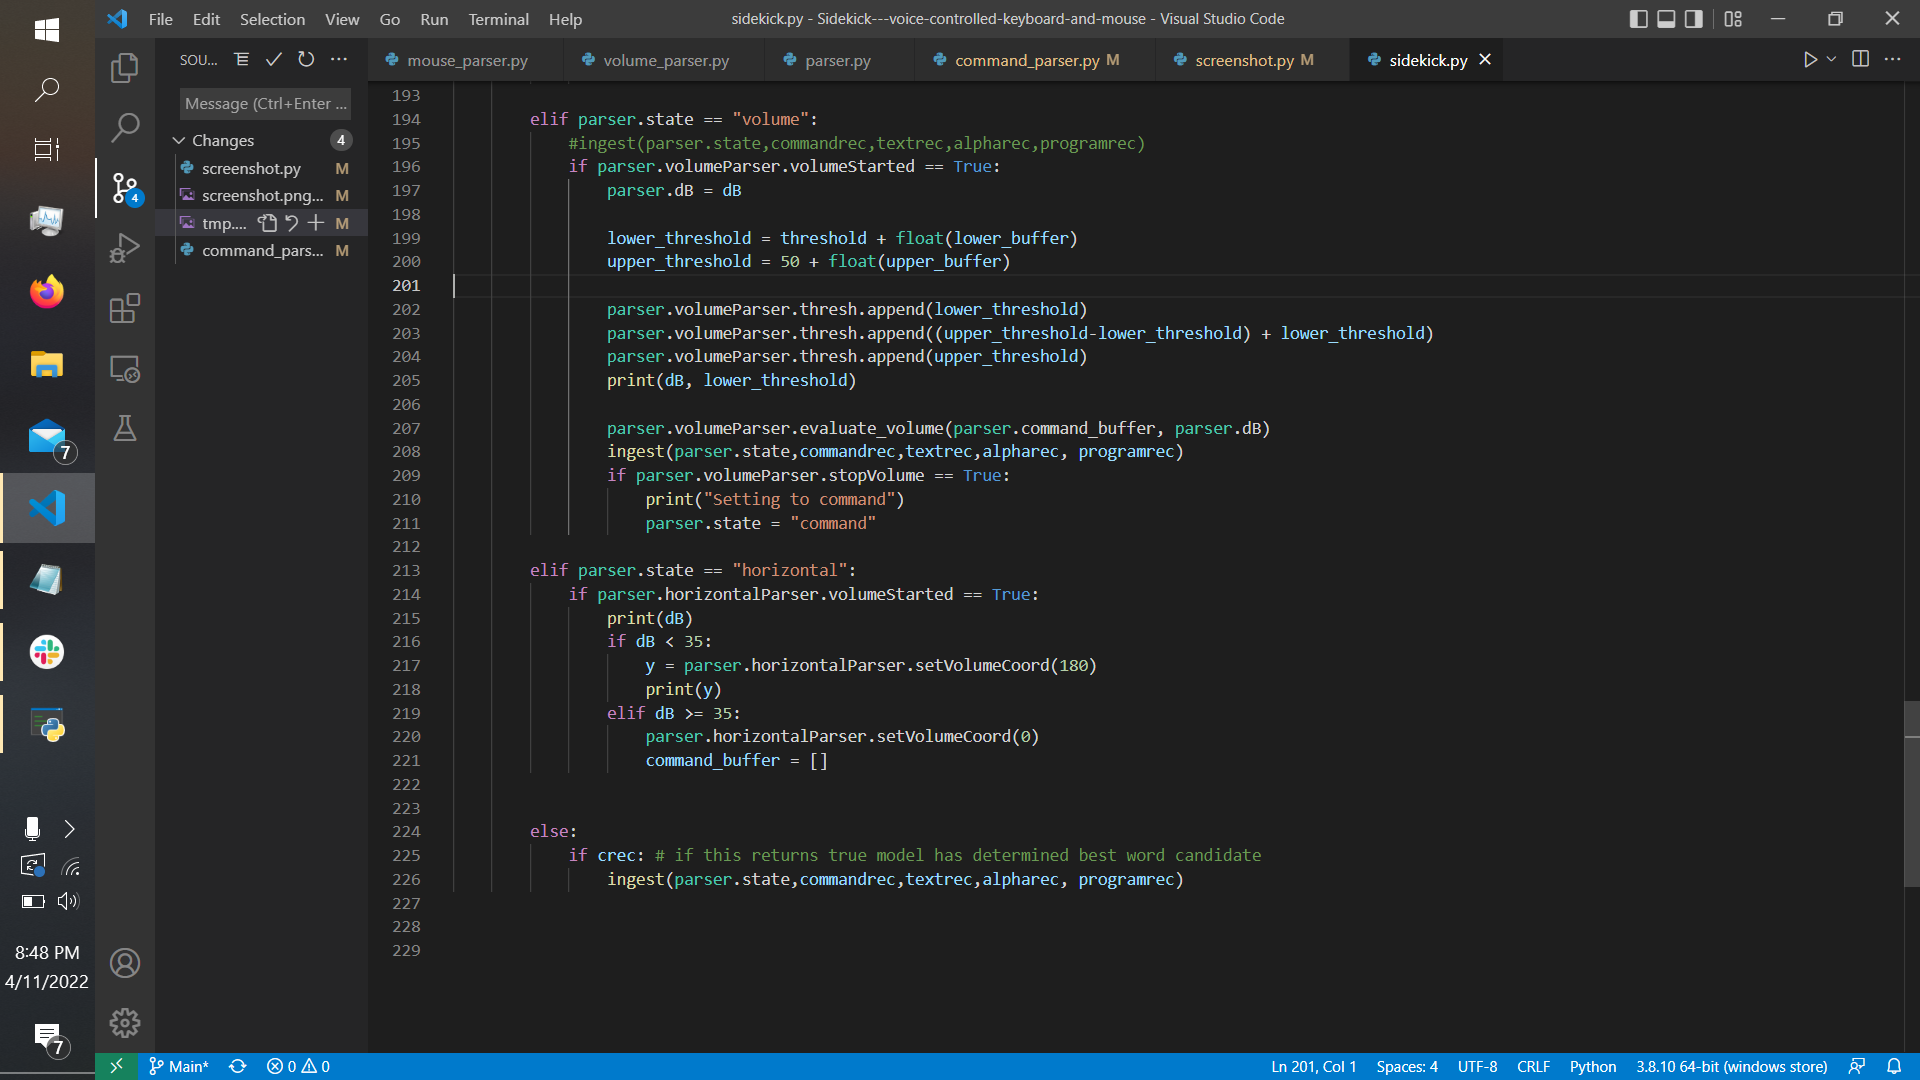 File Edit Selection View Go Run Terminal Help
sidekick.py - Sidekick---voice-controlled-keyboard-and-mouse - Visual Studio Code
SOU...
Message (Ctrl+Enter ...
Changes 4
screenshot.py M
screenshot.png... M
tmp.... M
command_pars... M
4
mouse_parser.py volume_parser.py parser.py command_parser.py M screenshot.py M sidekick.py
193
194 elif parser.state == "volume":
195 #ingest(parser.state,commandrec,textrec,alpharec,programrec)
196 if parser.volumeParser.volumeStarted == True:
197 parser.dB = dB
198
199 lower_threshold = threshold + float(lower_buffer)
200 upper_threshold = 50 + float(upper_buffer)
201
202 parser.volumeParser.thresh.append(lower_threshold)
203 parser.volumeParser.thresh.append((upper_threshold-lower_threshold) + lower_threshold)
204 parser.volumeParser.thresh.append(upper_threshold)
205 print(dB, lower_threshold)
206
207 parser.volumeParser.evaluate_volume(parser.command_buffer, parser.dB)
208 ingest(parser.state,commandrec,textrec,alpharec, programrec)
209 if parser.volumeParser.stopVolume == True:
210 print("Setting to command")
211 parser.state = "command"
212
213 elif parser.state == "horizontal":
214 if parser.horizontalParser.volumeStarted == True:
215 print(dB)
216 if dB < 35:
217 y = parser.horizontalParser.setVolumeCoord(180)
218 print(y)
219 elif dB >= 35:
220 parser.horizontalParser.setVolumeCoord(0)
221 command_buffer = []
222
223
224 else:
225 if crec: # if this returns true model has determined best word candidate
226 ingest(parser.state,commandrec,textrec,alpharec, programrec)
227
228
229
7
8:48 PM
4/11/2022
7
Main* 0 0 Ln 201, Col 1 Spaces: 4 UTF-8 CRLF Python 3.8.10 64-bit (windows store)